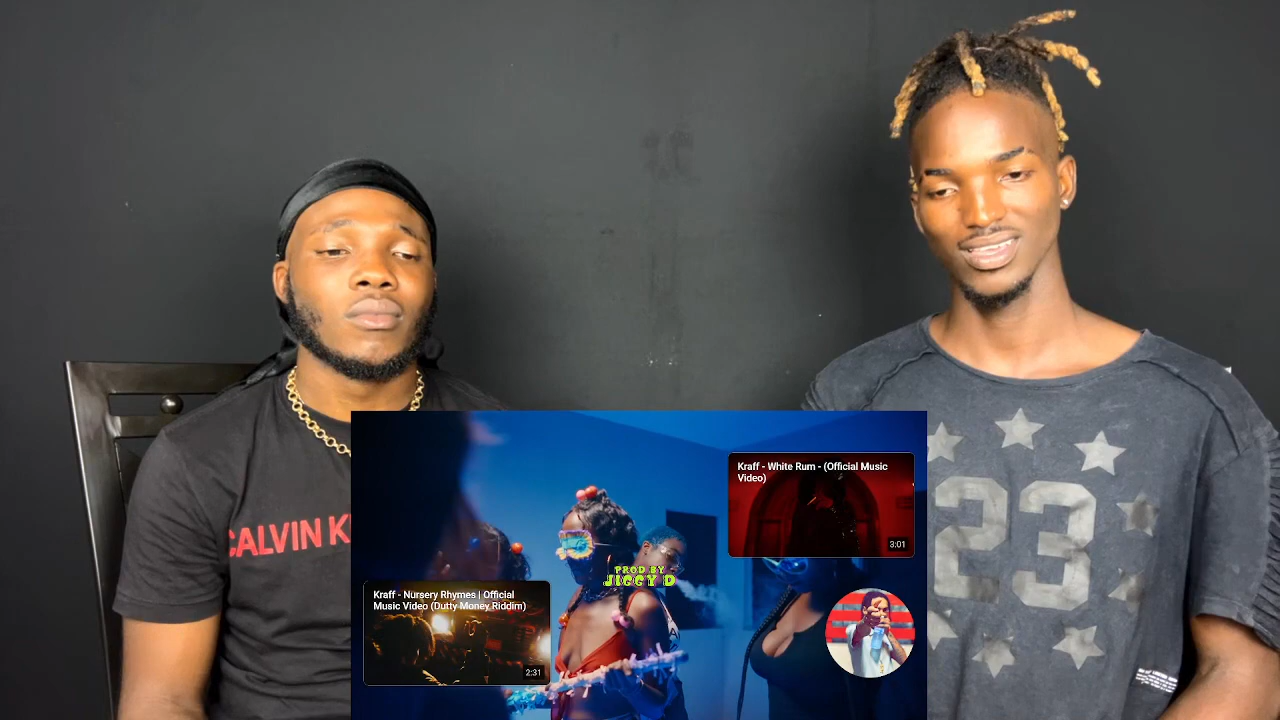 CALVIN K
Kraff - White Rum - (Official Music
Video)
3:01
PROD BY
JIGGY D
Kraff - Nursery Rhymes | Official
Music Video (Dutty Money Riddim)
2:31
23